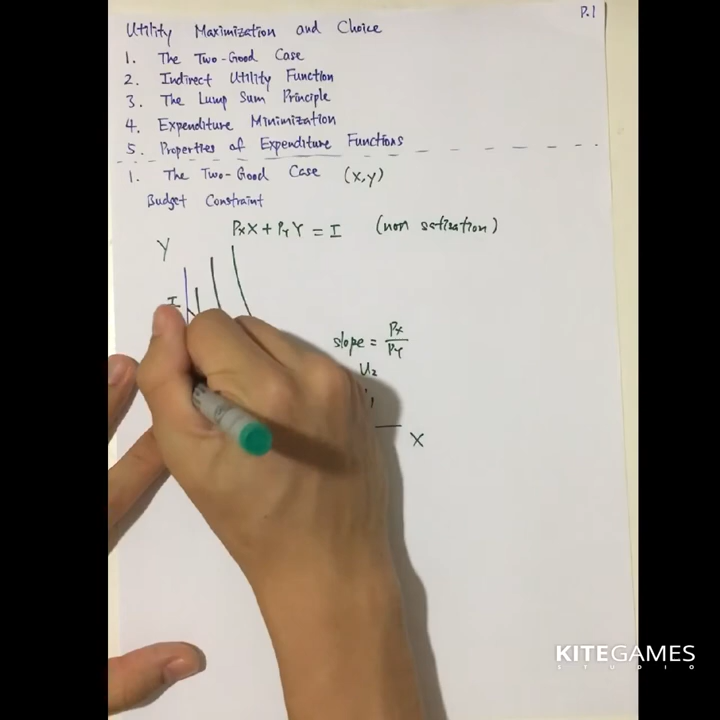 P.1
Utility Maximization and Choice
1. The Two-Good Case
2. Indirect Utility Function
3. The Lump Sum Principle
4. Expenditure Minimization
5. Properties of Expenditure Functions
1. The Two-Good Case (X,Y)
Budget Constraint
PxX + PyY = I (non satiration)
Y
I
slope = Px/Py
U2
X
KITEGAMES
STUDIO